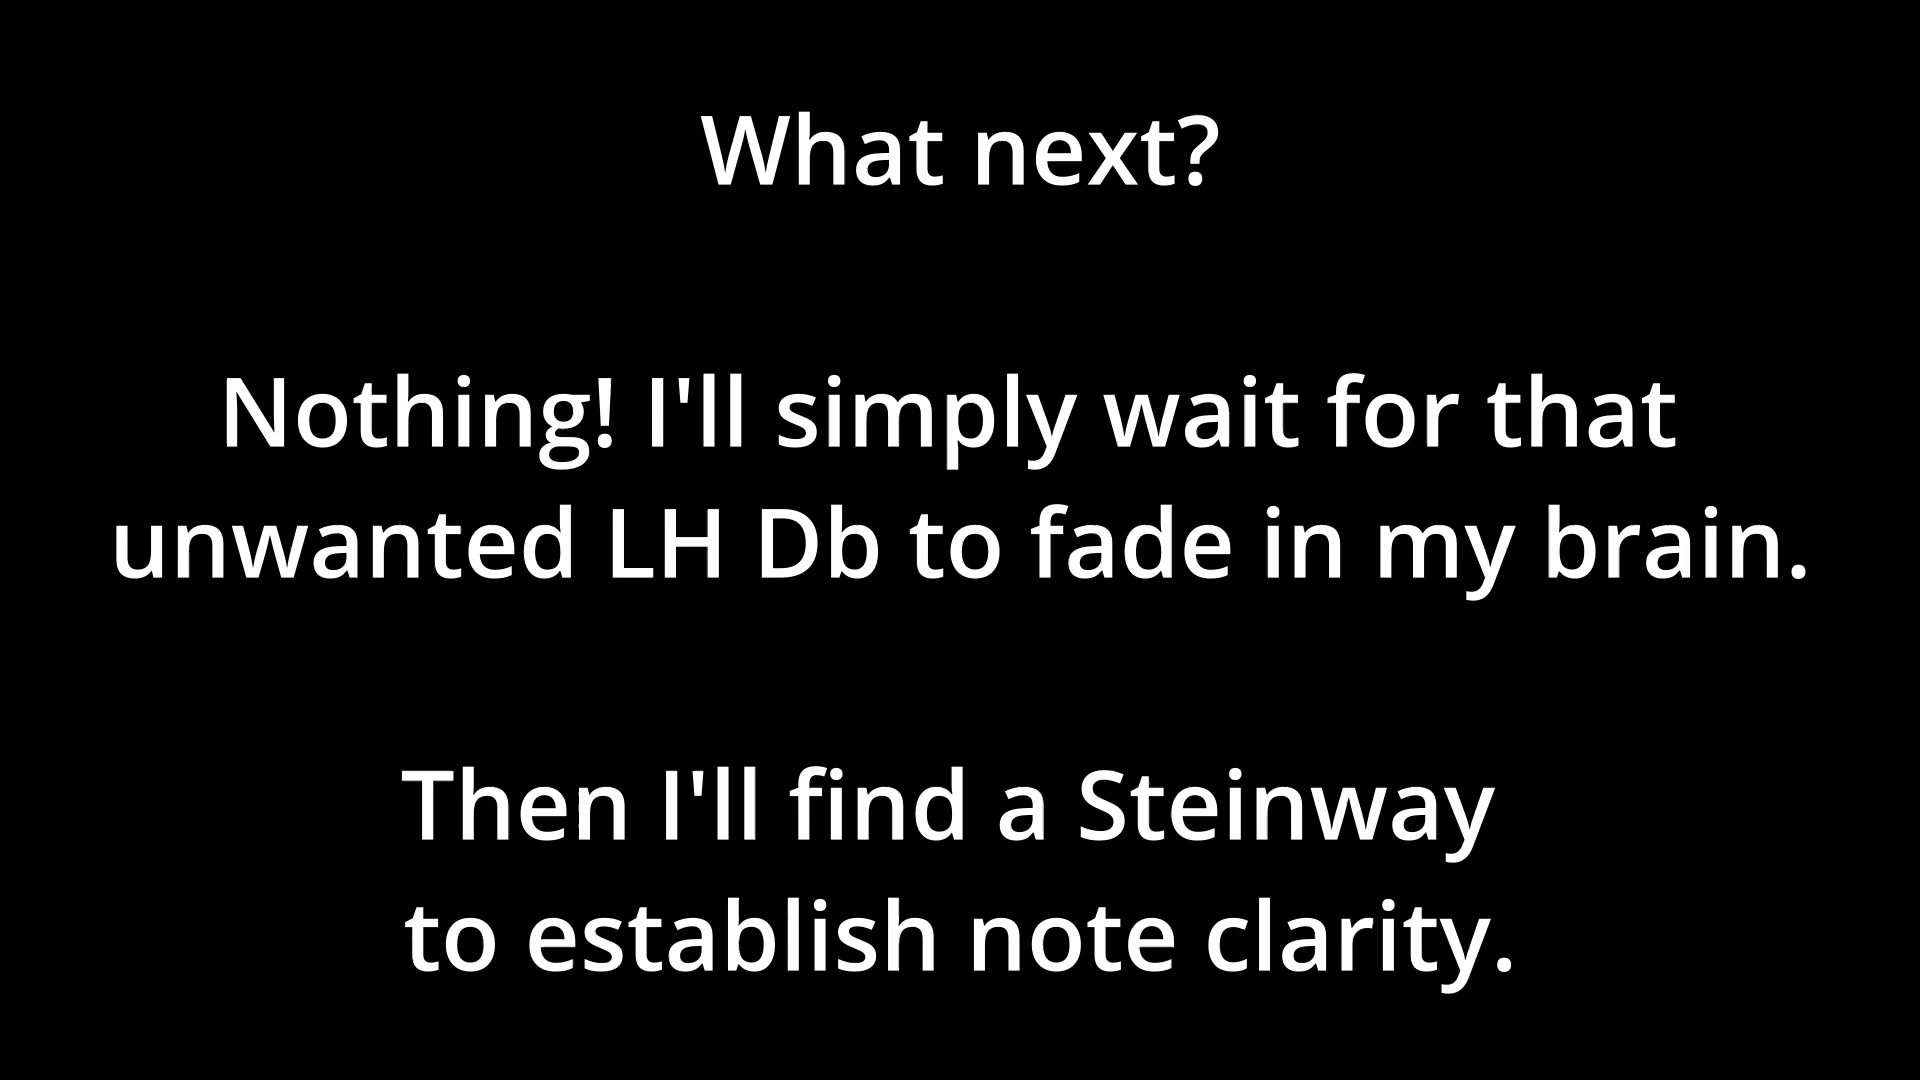 What next?
Nothing! I'll simply wait for that
unwanted LH Db to fade in my brain.
Then I'll find a Steinway
to establish note clarity.